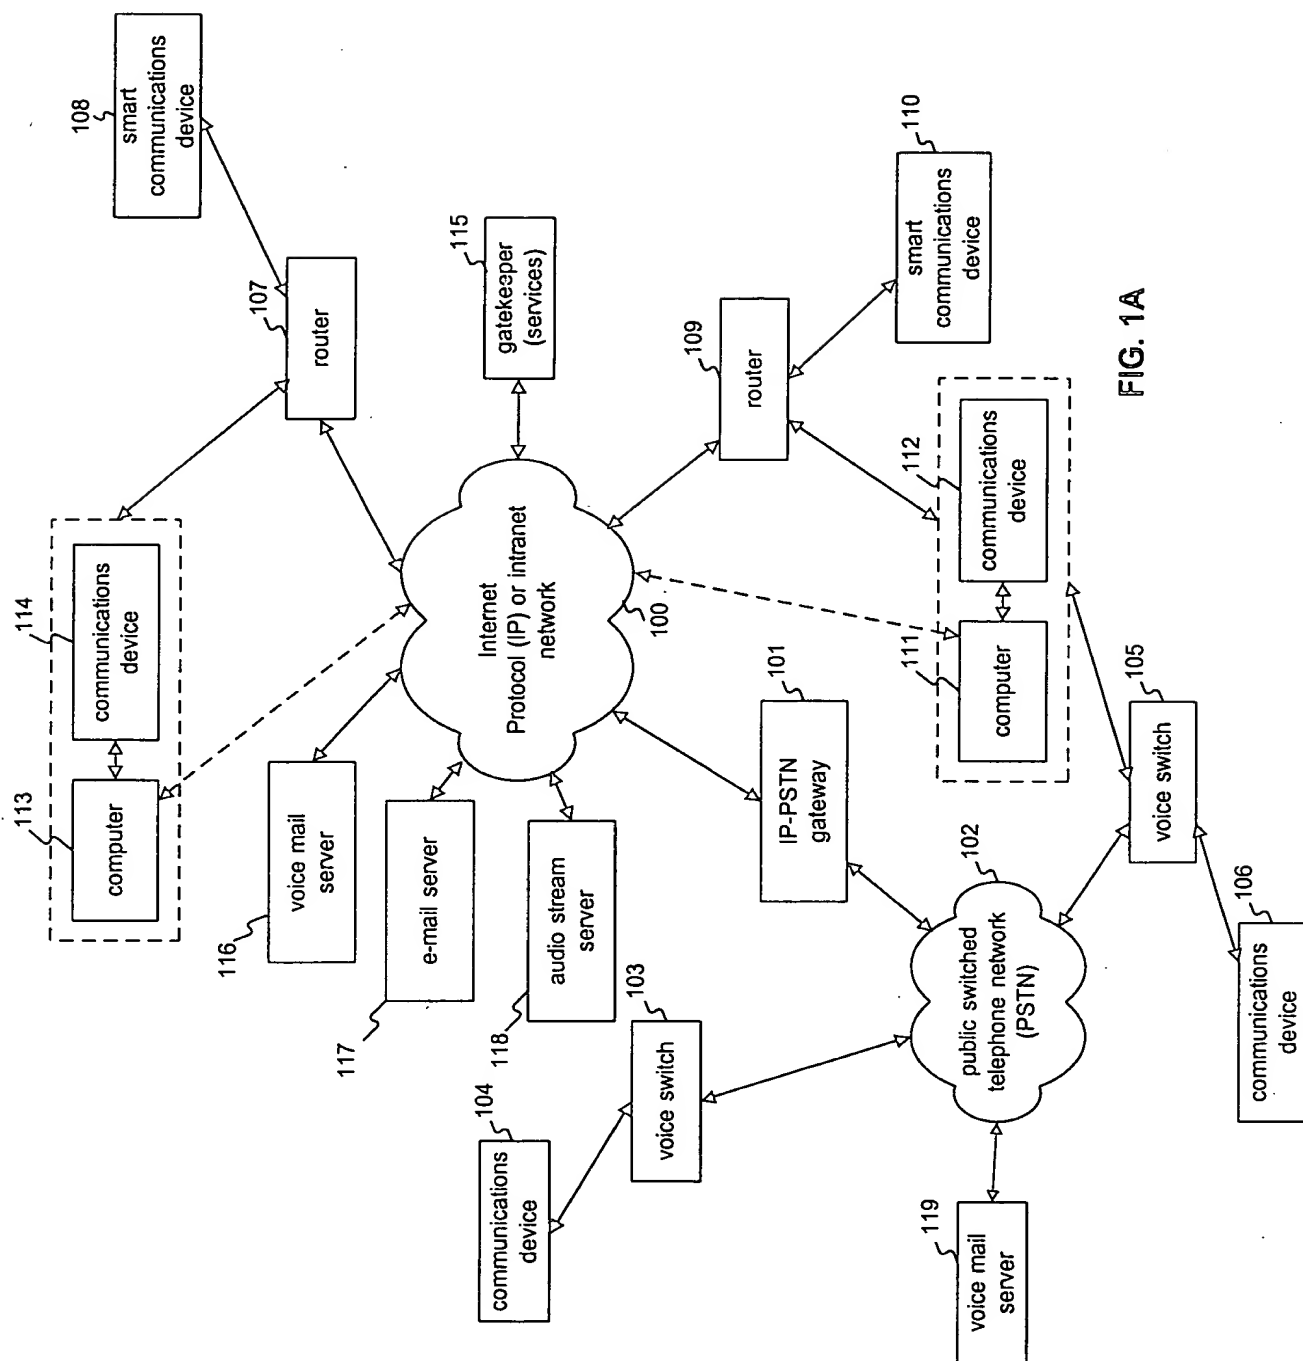 108
smart
communications
device
107
router
115
gatekeeper
(services)
110
smart
communications
device
109
router
114
communications
device
113
computer
Internet
Protocol (IP) or intranet
network
100
112
communications
device
111
computer
116
voice mail
server
117
e-mail server
118
audio stream
server
101
IP-PSTN
gateway
105
voice switch
102
public switched
telephone network
(PSTN)
106
communications
device
103
voice switch
104
communications
device
119
voice mail
server
FIG. 1A